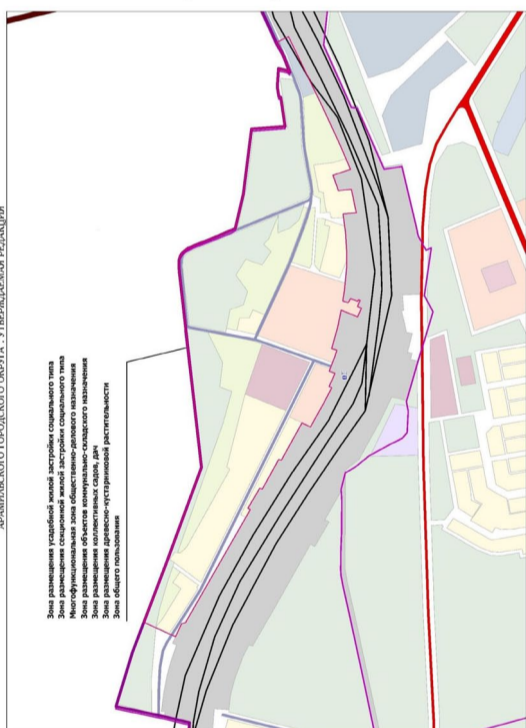 АРАМИЛЬСКОГО ГОРОДСКОГО ОКРУГА". УТВЕРЖДАЕМАЯ РЕДАКЦИЯ
Зона размещения усадебной жилой застройки социального типа
Зона размещения секционной жилой застройки социального типа
Многофункциональная зона общественно-делового назначения
Зона размещения объектов коммунально-складского назначения
Зона размещения коллективных садов, дач
Зона размещения древесно-кустарниковой растительности
Зона общего пользования